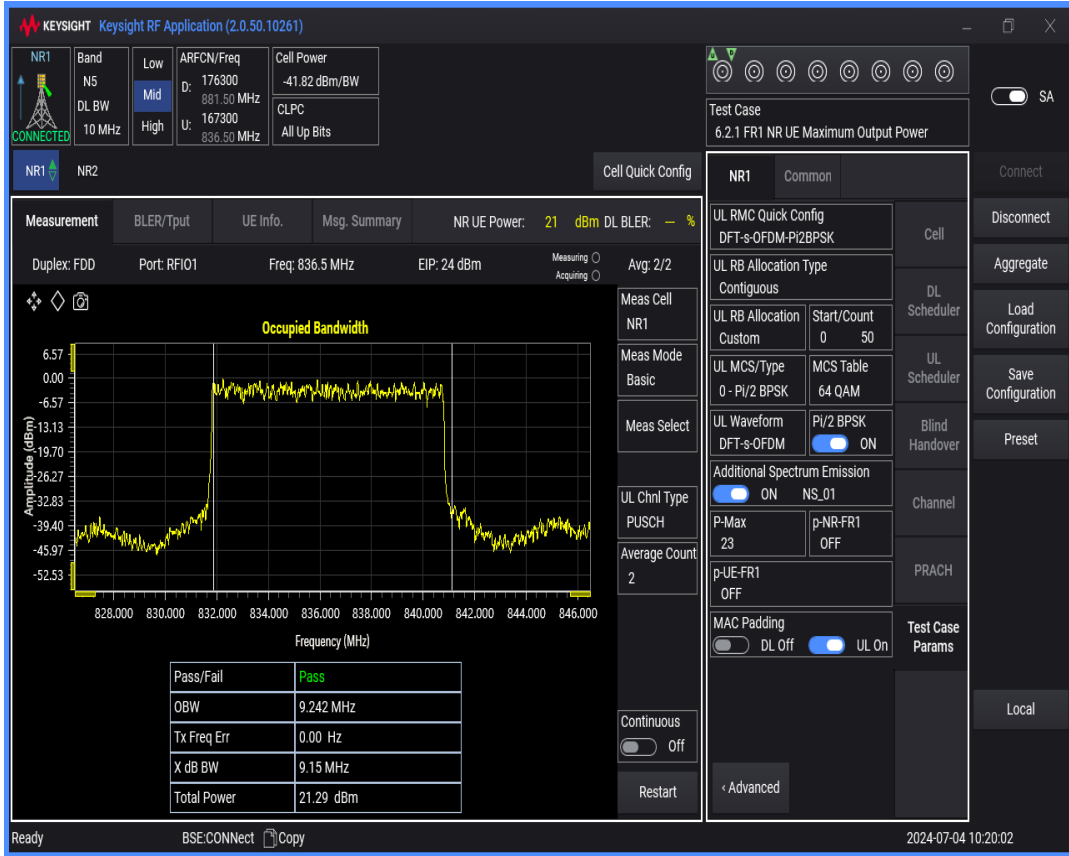 KEYSIGHT Keysight RF Application (2.0.50.10261)
NR1
CONNECTED
Band
N5
DL BW
10 MHz
Low
Mid
High
ARFCN/Freq
D: 176300
881.50 MHz
U: 167300
836.50 MHz
Cell Power
-41.82 dBm/BW
CLPC
All Up Bits
Test Case
6.2.1 FR1 NR UE Maximum Output Power
SA
NR1
NR2
Cell Quick Config
Measurement
BLER/Tput
UE Info.
Msg. Summary
NR UE Power: 21 dBm DL BLER: -- %
Duplex: FDD
Port: RFIO1
Freq: 836.5 MHz
EIP: 24 dBm
Measuring
Acquiring
Avg: 2/2
Occupied Bandwidth
Amplitude (dBm)
6.57
0.00
-6.57
-13.13
-19.70
-26.27
-32.83
-39.40
-45.97
-52.53
828.000 830.000 832.000 834.000 836.000 838.000 840.000 842.000 844.000 846.000
Frequency (MHz)
Pass/Fail Pass
OBW 9.242 MHz
Tx Freq Err 0.00 Hz
X dB BW 9.15 MHz
Total Power 21.29 dBm
Meas Cell
NR1
Meas Mode
Basic
Meas Select
UL Chnl Type
PUSCH
Average Count
2
Continuous
Off
Restart
NR1
Common
UL RMC Quick Config
DFT-s-OFDM-Pi2BPSK
UL RB Allocation Type
Contiguous
UL RB Allocation
Custom
Start/Count
0 50
UL MCS/Type
0 - Pi/2 BPSK
MCS Table
64 QAM
UL Waveform
DFT-s-OFDM
Pi/2 BPSK
ON
Additional Spectrum Emission
ON NS_01
P-Max
23
p-NR-FR1
OFF
p-UE-FR1
OFF
MAC Padding
DL Off
UL On
‹ Advanced
Cell
DL
Scheduler
UL
Scheduler
Blind
Handover
Channel
PRACH
Test Case
Params
Connect
Disconnect
Aggregate
Load
Configuration
Save
Configuration
Preset
Local
Ready
BSE:CONNect
Copy
2024-07-04 10:20:02